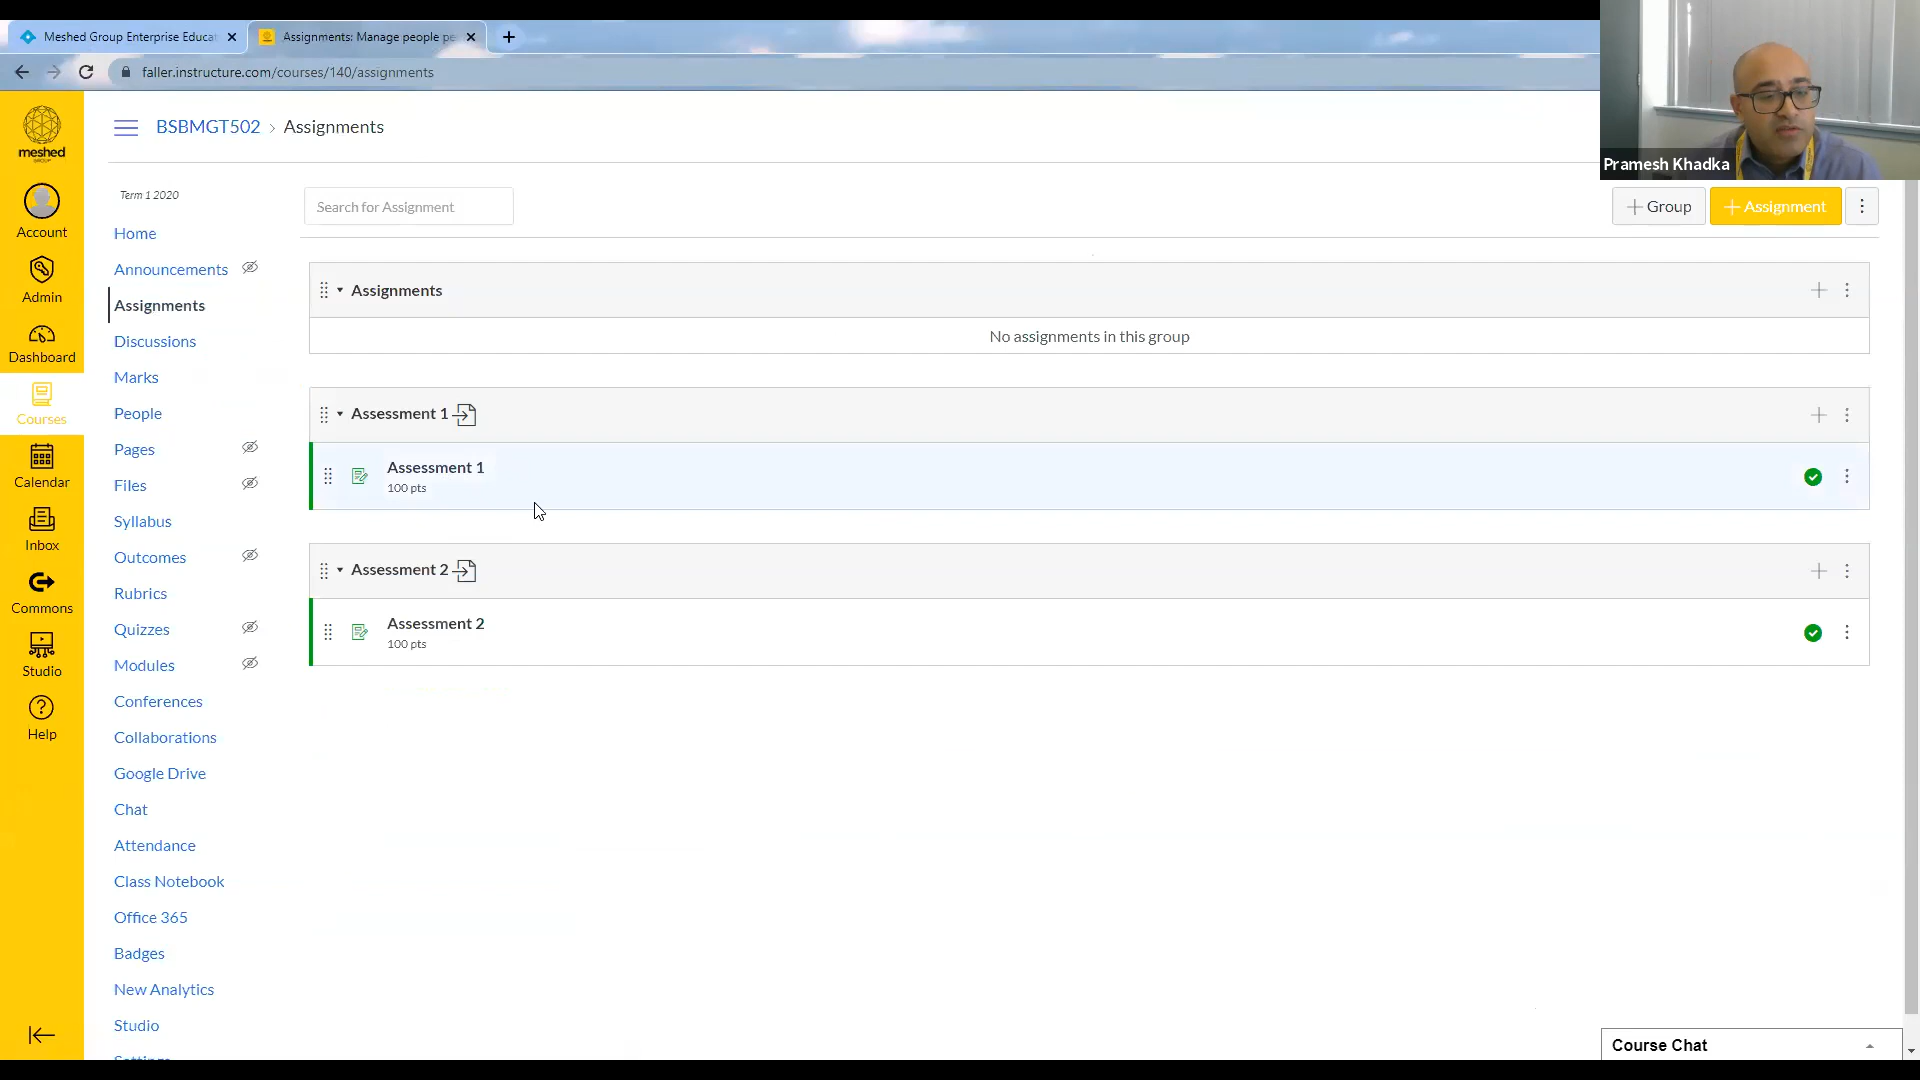 Meshed Group Enterprise Educat
Assignments: Manage people pe
faller.instructure.com/courses/140/assignments
Pramesh Khadka
meshed
GROUP
Account
Admin
Dashboard
Courses
Calendar
Inbox
Commons
Studio
Help
BSBMGT502 > Assignments
Term 1 2020
Home
Announcements
Assignments
Discussions
Marks
People
Pages
Files
Syllabus
Outcomes
Rubrics
Quizzes
Modules
Conferences
Collaborations
Google Drive
Chat
Attendance
Class Notebook
Office 365
Badges
New Analytics
Studio
Settings
Search for Assignment
+ Group
+ Assignment
Assignments
No assignments in this group
Assessment 1
Assessment 1
100 pts
Assessment 2
Assessment 2
100 pts
Course Chat